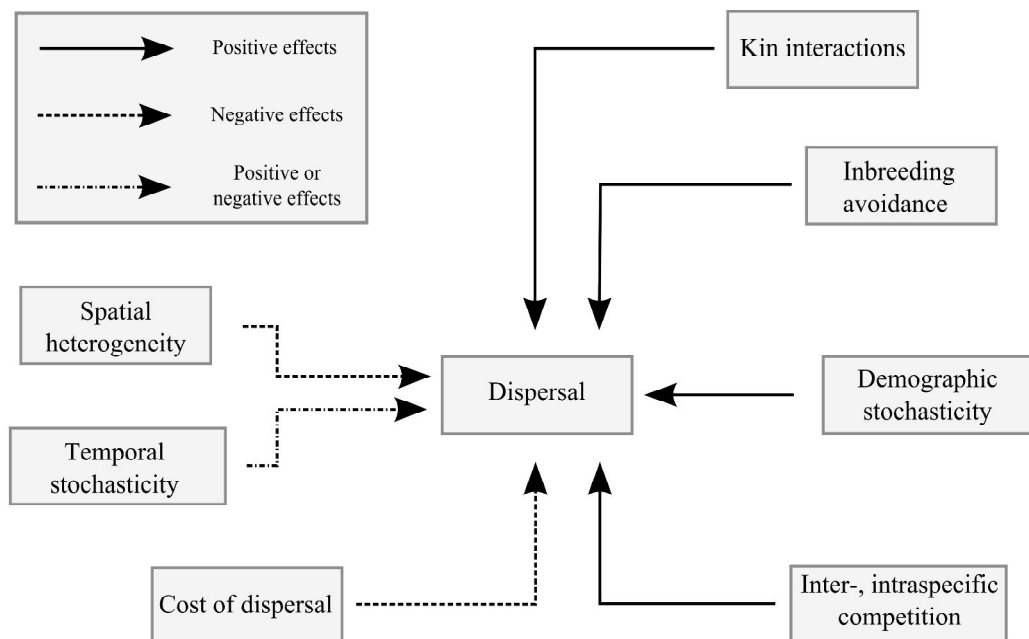 Positive effects
Negative effects
Positive or
negative effects
Kin interactions
Inbreeding
avoidance
Spatial
heterogeneity
Dispersal
Demographic
stochasticity
Temporal
stochasticity
Cost of dispersal
Inter-, intraspecific
competition